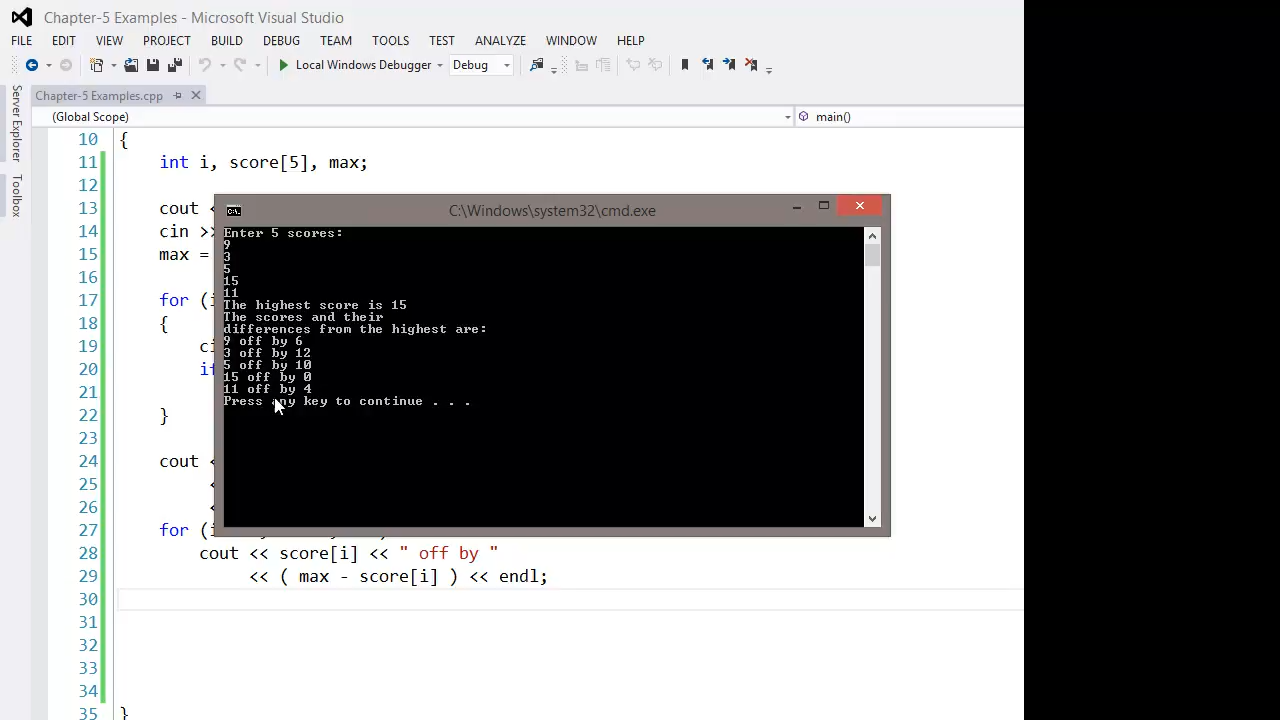 Chapter-5 Examples - Microsoft Visual Studio
FILE EDIT VIEW PROJECT BUILD DEBUG TEAM TOOLS TEST ANALYZE WINDOW HELP
Local Windows Debugger Debug
Server Explorer
Toolbox
Chapter-5 Examples.cpp
(Global Scope) main()
10 {
11 int i, score[5], max;
12
13 cout <
14 cin >>
15 max =
16
17 for (i
18 {
19 ci
20 if
21
22 }
23
24 cout <
25 <
26 <
27 for (i
28 cout << score[i] << " off by "
29 << ( max - score[i] ) << endl;
30
31
32
33
34
35 }
C:\Windows\system32\cmd.exe
Enter 5 scores:
9
3
5
15
11
The highest score is 15
The scores and their
differences from the highest are:
9 off by 6
3 off by 12
5 off by 10
15 off by 0
11 off by 4
Press any key to continue . . .